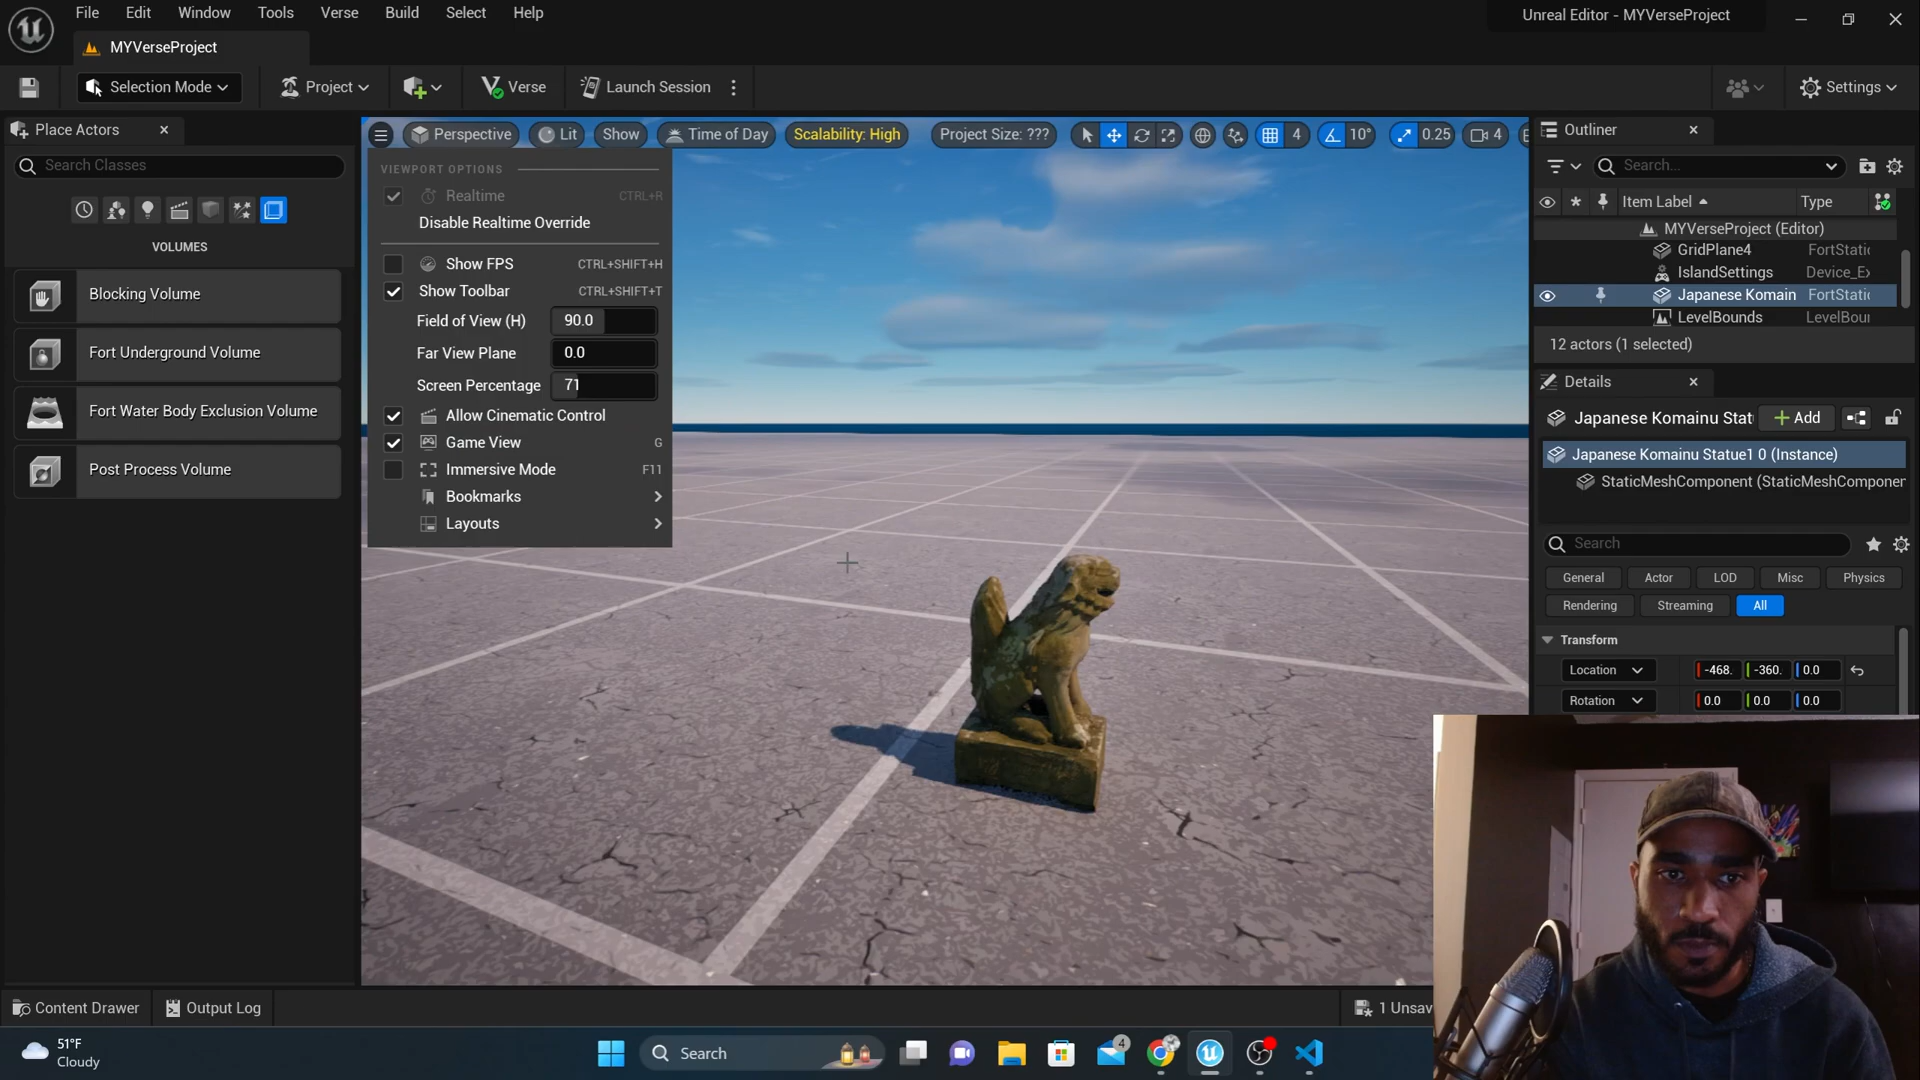 File Edit Window Tools Verse Build Select Help
Unreal Editor - MYVerseProject
MYVerseProject
Selection Mode
Project
Verse
Launch Session
Settings
Place Actors
Search Classes
VOLUMES
Blocking Volume
Fort Underground Volume
Fort Water Body Exclusion Volume
Post Process Volume
Perspective Lit Show Time of Day Scalability: High Project Size: ??? 4 10° 0.25 4
VIEWPORT OPTIONS
Realtime CTRL+R
Disable Realtime Override
Show FPS CTRL+SHIFT+H
Show Toolbar CTRL+SHIFT+T
Field of View (H) 90.0
Far View Plane 0.0
Screen Percentage 71
Allow Cinematic Control
Game View G
Immersive Mode F11
Bookmarks
Layouts
Outliner
Search...
Item Label Type
MYVerseProject (Editor)
GridPlane4 FortStatic
IslandSettings Device_Ex
Japanese Komain FortStatic
LevelBounds LevelBour
12 actors (1 selected)
Details
Japanese Komainu Stat Add
Japanese Komainu Statue1 0 (Instance)
StaticMeshComponent (StaticMeshComponer
Search
General Actor LOD Misc Physics
Rendering Streaming All
Transform
Location -468. -360. 0.0
Rotation 0.0 0.0 0.0
Content Drawer Output Log
1 Unsav
51°F
Cloudy
Search
4